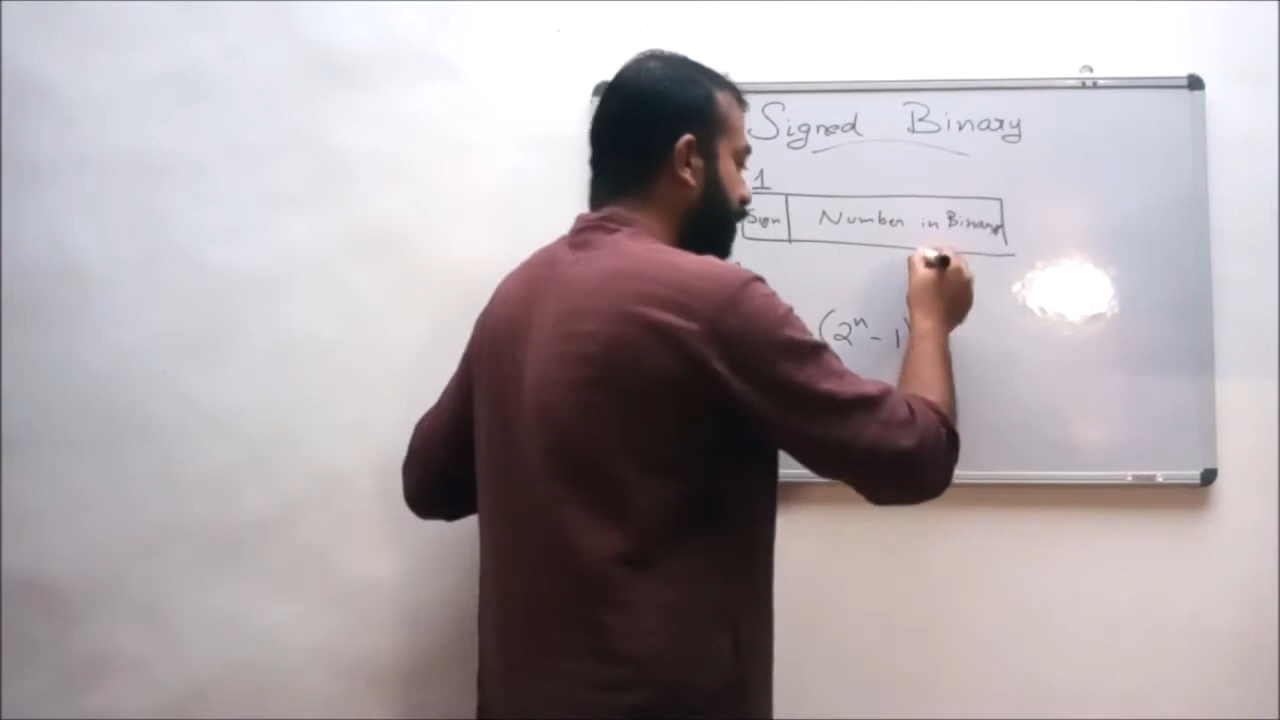 Signed Binary
1
Sign Number in Binary
(2ⁿ - 1)